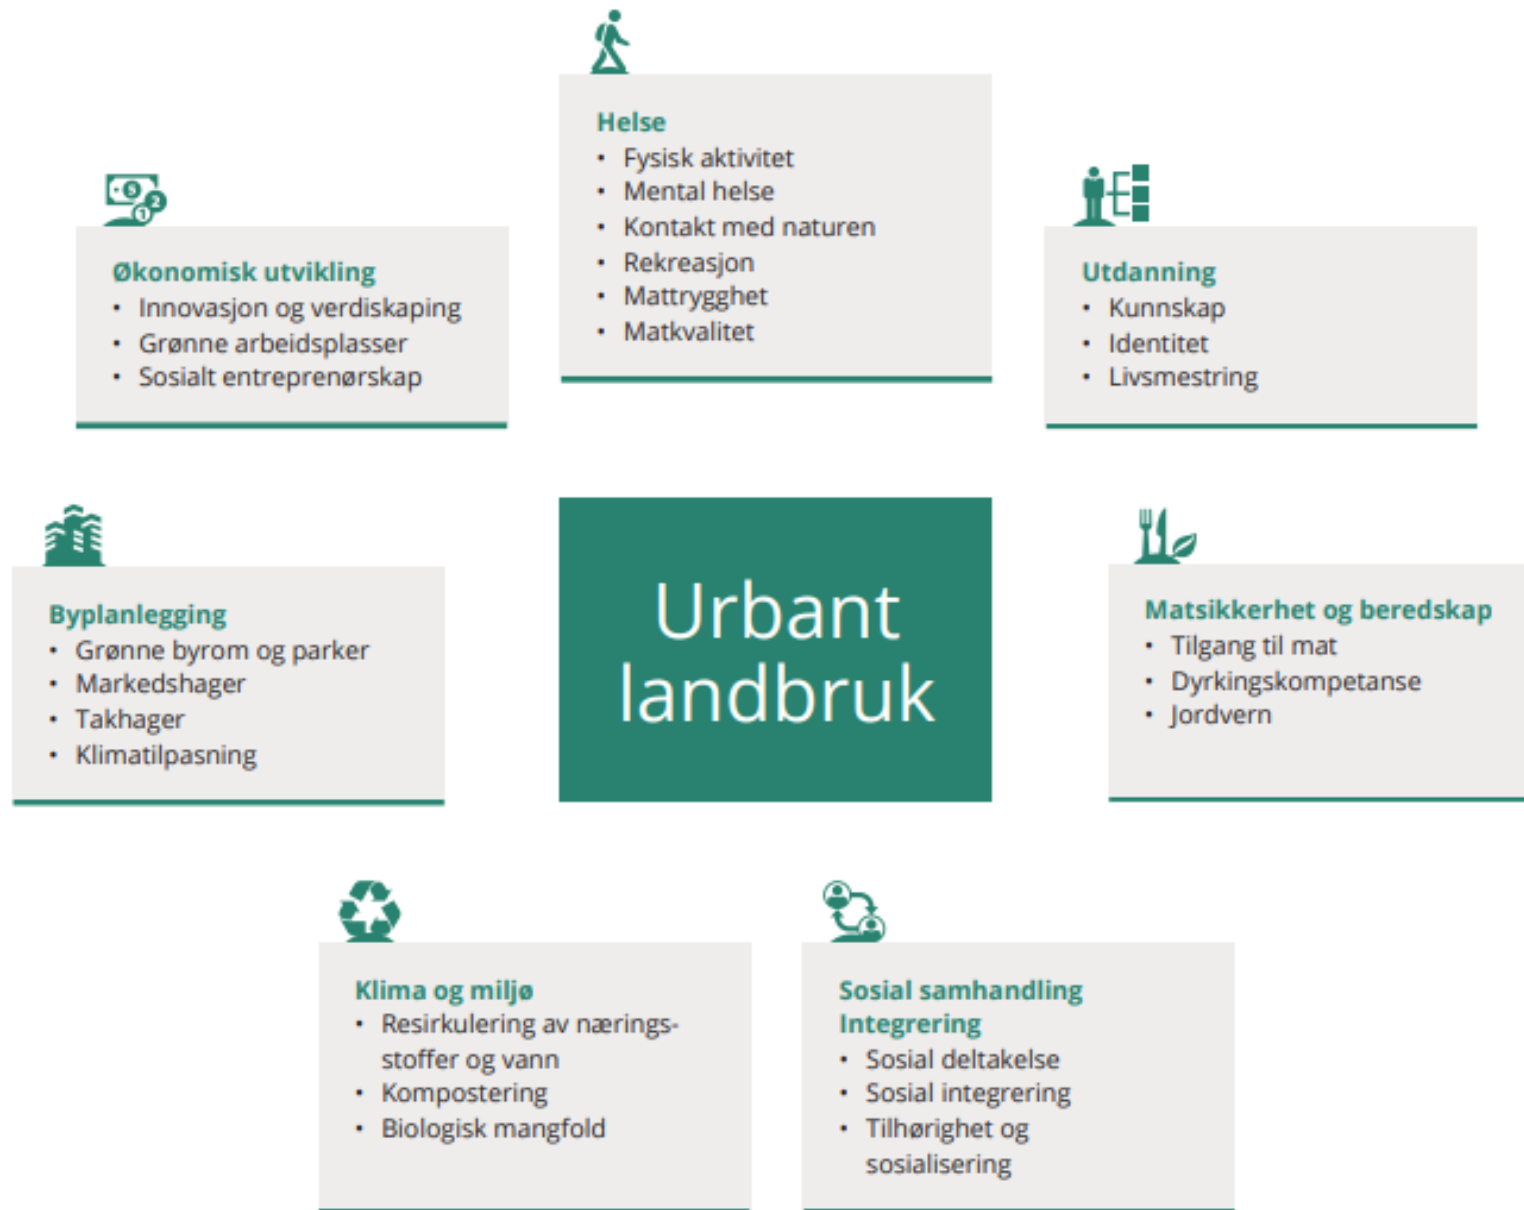 Helse
• Fysisk aktivitet
• Mental helse
• Kontakt med naturen
• Rekreasjon
• Mattrygghet
• Matkvalitet
Økonomisk utvikling
• Innovasjon og verdiskaping
• Grønne arbeidsplasser
• Sosialt entreprenørskap
Utdanning
• Kunnskap
• Identitet
• Livsmestring
Byplanlegging
• Grønne byrom og parker
• Markedshager
• Takhager
• Klimatilpasning
Urbant
landbruk
Matsikkerhet og beredskap
• Tilgang til mat
• Dyrkingskompetanse
• Jordvern
Klima og miljø
• Resirkulering av nærings-
stoffer og vann
• Kompostering
• Biologisk mangfold
Sosial samhandling
Integrering
• Sosial deltakelse
• Sosial integrering
• Tilhørighet og
sosialisering